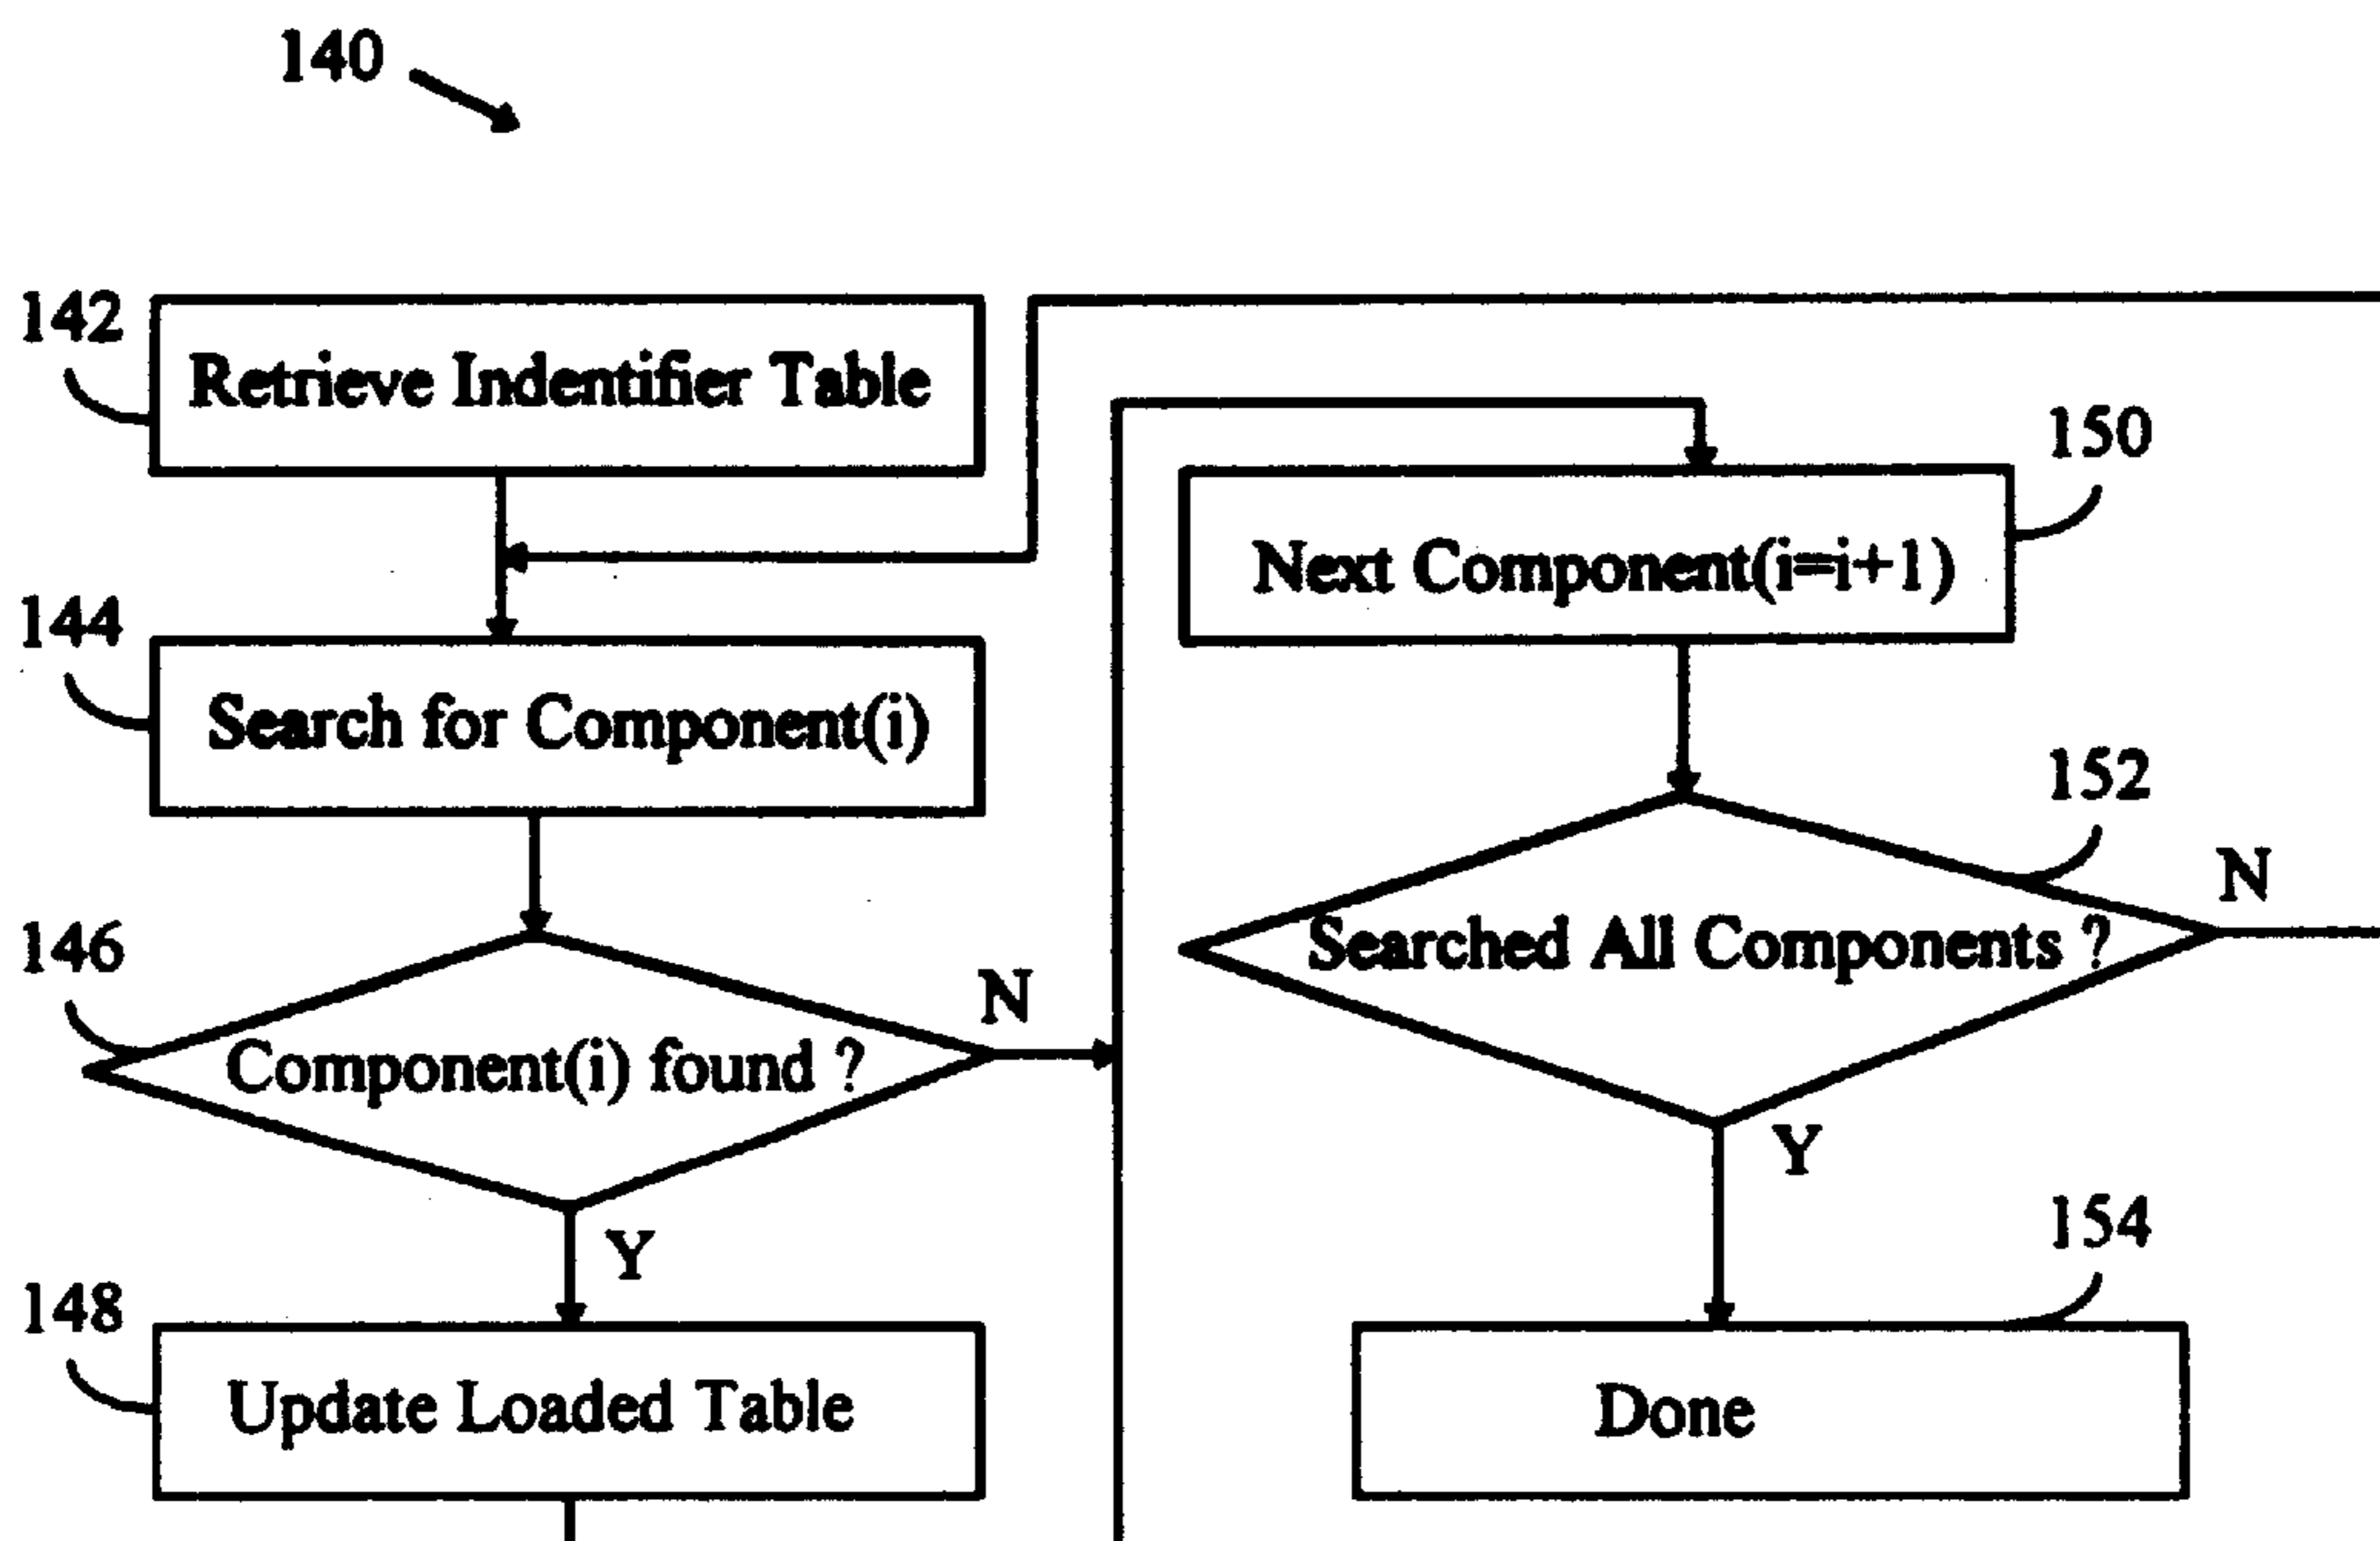 140
142
Retrieve Indentifier Table
144
Search for Component(i)
146
Component(i) found ?
N
Y
148
Update Loaded Table
150
Next Component(i=i+1)
152
Searched All Components ?
N
Y
154
Done